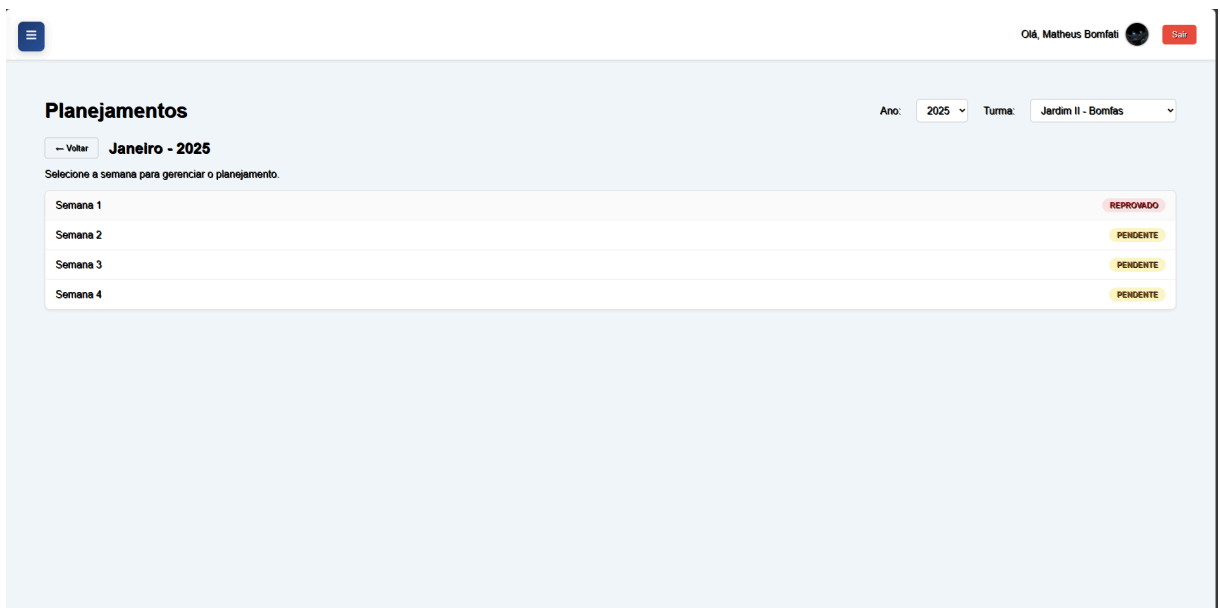 Olá, Matheus Bomfati
Sair
Planejamentos
Ano: 2025 Turma: Jardim II - Bomfas
← Voltar Janeiro - 2025
Selecione a semana para gerenciar o planejamento.
Semana 1 REPROVADO
Semana 2 PENDENTE
Semana 3 PENDENTE
Semana 4 PENDENTE